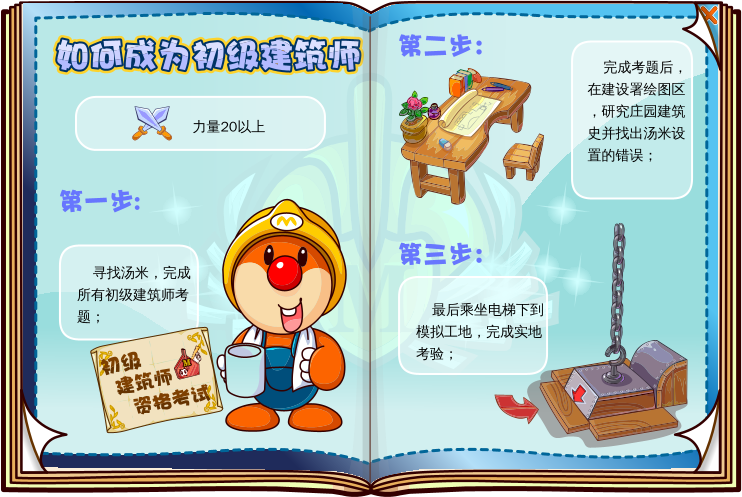 如何成为初级建筑师
力量20以上
第一步:
寻找汤米，完成
所有初级建筑师考
题；
初级
建筑师
资格考试
第二步:
完成考题后，
在建设署绘图区
，研究庄园建筑
史并找出汤米设
置的错误；
第三步:
最后乘坐电梯下到
模拟工地，完成实地
考验；